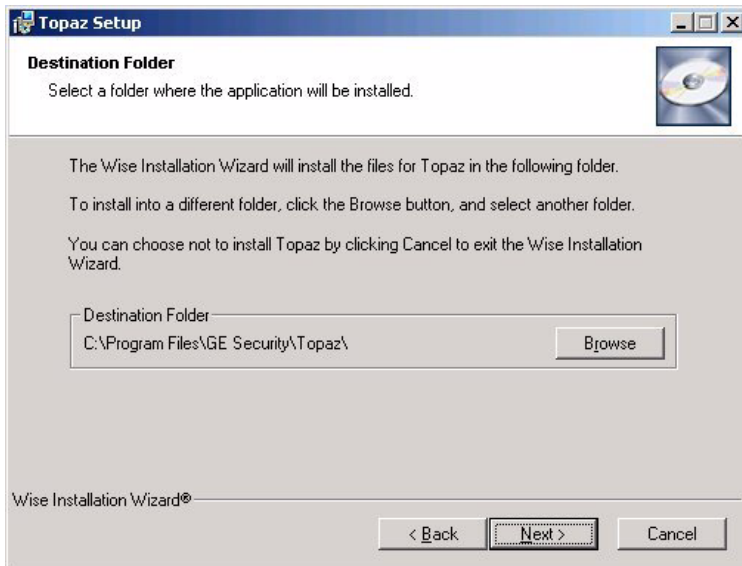 Topaz Setup
Destination Folder
Select a folder where the application will be installed.
The Wise Installation Wizard will install the files for Topaz in the following folder.
To install into a different folder, click the Browse button, and select another folder.
You can choose not to install Topaz by clicking Cancel to exit the Wise Installation
Wizard.
Destination Folder
C:\Program Files\GE Security\Topaz\
Browse
Wise Installation Wizard®
< Back
Next >
Cancel